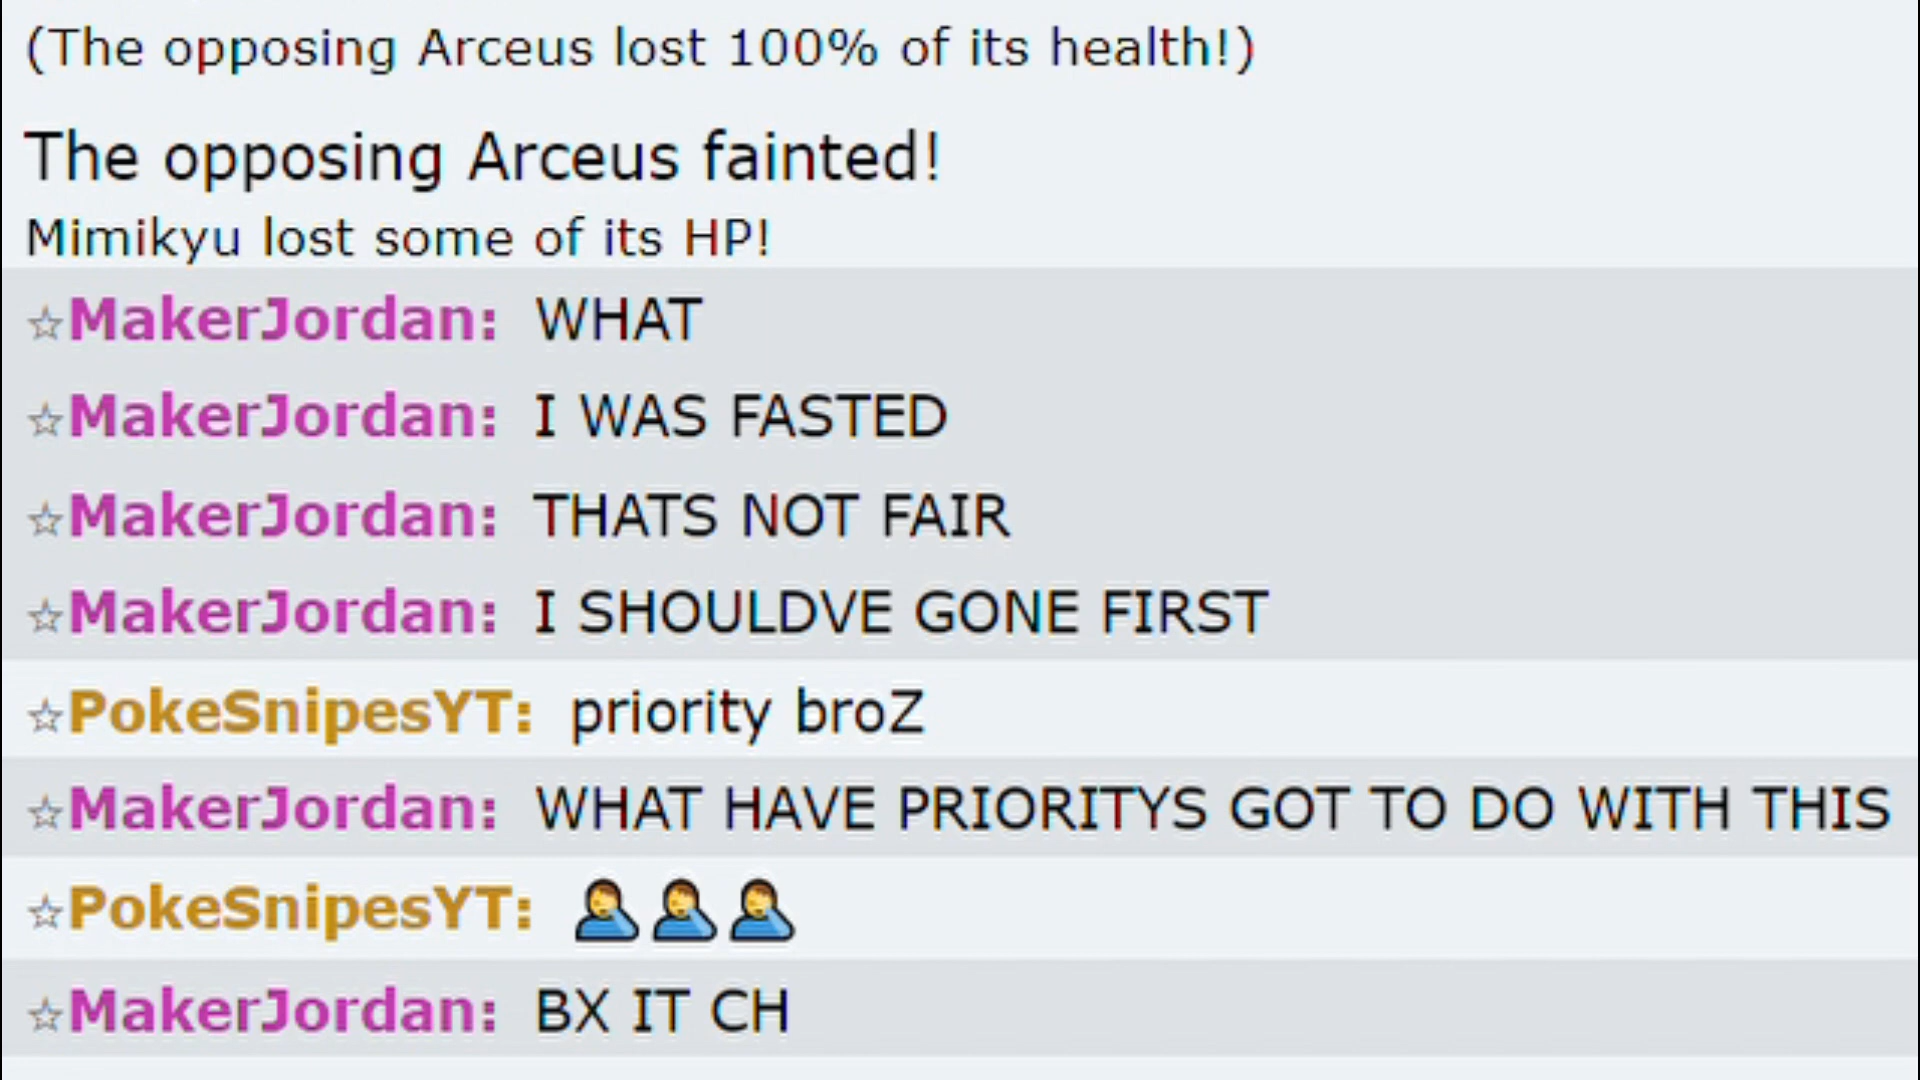 (The opposing Arceus lost 100% of its health!)
The opposing Arceus fainted!
Mimikyu lost some of its HP!
☆MakerJordan: WHAT
☆MakerJordan: I WAS FASTED
☆MakerJordan: THATS NOT FAIR
☆MakerJordan: I SHOULDVE GONE FIRST
☆PokeSnipesYT: priority broZ
☆MakerJordan: WHAT HAVE PRIORITYS GOT TO DO WITH THIS
☆PokeSnipesYT: 🤦‍♂️🤦‍♂️🤦‍♂️
☆MakerJordan: BX IT CH